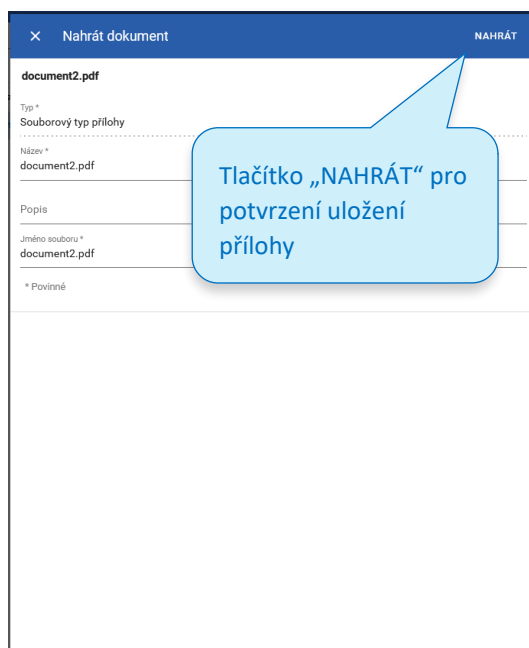 × Nahrát dokument NAHRÁT
document2.pdf
Typ *
Souborový typ přílohy
Název *
document2.pdf
Tlačítko „NAHRÁT“ pro
potvrzení uložení
přílohy
Popis
Jméno souboru *
document2.pdf
* Povinné